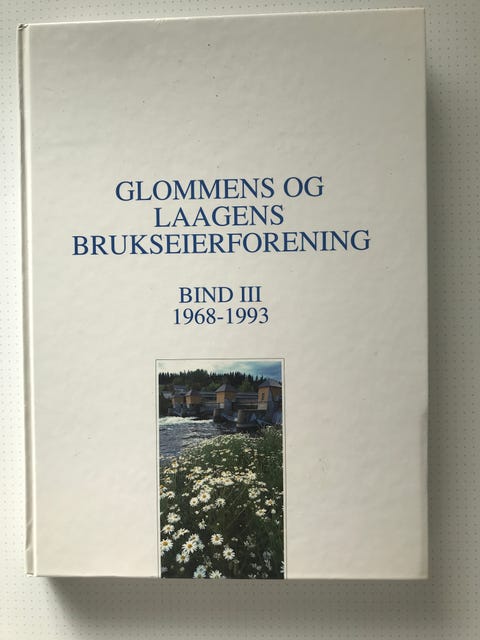 GLOMMENS OG
LAAGENS
BRUKSEIERFORENING
BIND III
1968-1993